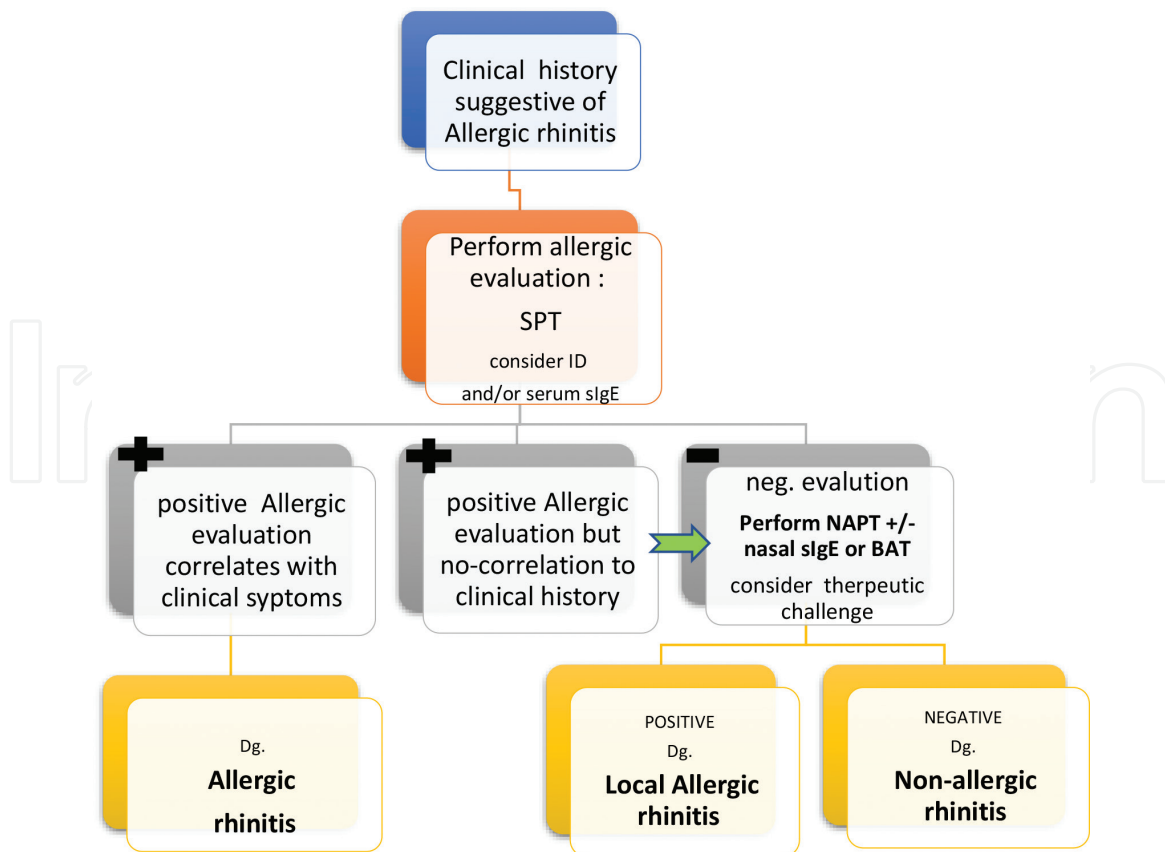 Clinical history
suggestive of
Allergic rhinitis
Perform allergic
evaluation :
SPT
consider ID
and/or serum sIgE
positive Allergic
evaluation
correlates with
clinical syptoms
positive Allergic
evaluation but
no-correlation to
clinical history
neg. evalution
Perform NAPT +/-
nasal sIgE or BAT
consider therpeutic
challenge
Dg.
Allergic
rhinitis
POSITIVE
Dg.
Local Allergic
rhinitis
NEGATIVE
Dg.
Non-allergic
rhinitis